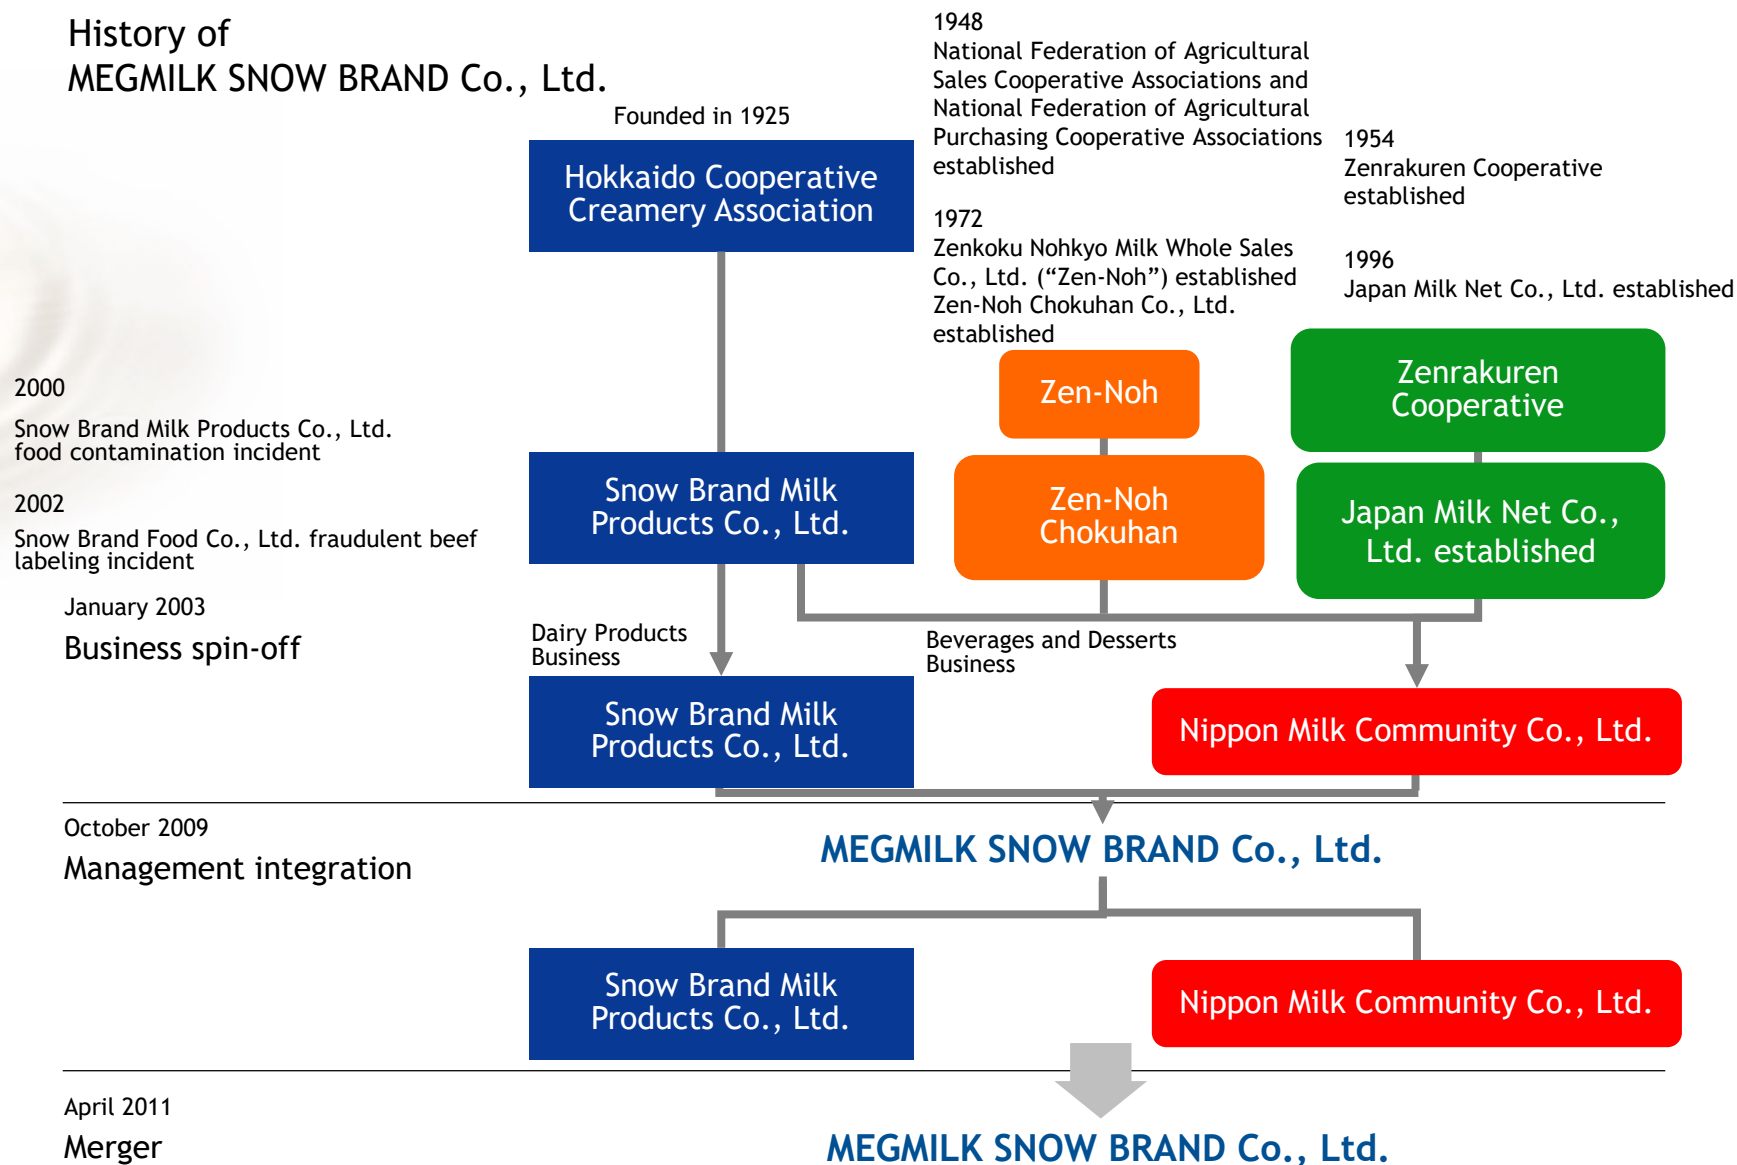 History of
MEGMILK SNOW BRAND Co., Ltd.
Founded in 1925
Hokkaido Cooperative
Creamery Association
1948
National Federation of Agricultural
Sales Cooperative Associations and
National Federation of Agricultural
Purchasing Cooperative Associations
established
1972
Zenkoku Nohkyo Milk Whole Sales
Co., Ltd. (“Zen-Noh”) established
Zen-Noh Chokuhan Co., Ltd.
established
1954
Zenrakuren Cooperative
established
1996
Japan Milk Net Co., Ltd. established
Zen-Noh
Zenrakuren
Cooperative
2000
Snow Brand Milk Products Co., Ltd.
food contamination incident
2002
Snow Brand Food Co., Ltd. fraudulent beef
labeling incident
Snow Brand Milk
Products Co., Ltd.
Zen-Noh
Chokuhan
Japan Milk Net Co.,
Ltd. established
January 2003
Business spin-off
Dairy Products
Business
Beverages and Desserts
Business
Snow Brand Milk
Products Co., Ltd.
Nippon Milk Community Co., Ltd.
October 2009
Management integration
MEGMILK SNOW BRAND Co., Ltd.
Snow Brand Milk
Products Co., Ltd.
Nippon Milk Community Co., Ltd.
April 2011
Merger
MEGMILK SNOW BRAND Co., Ltd.